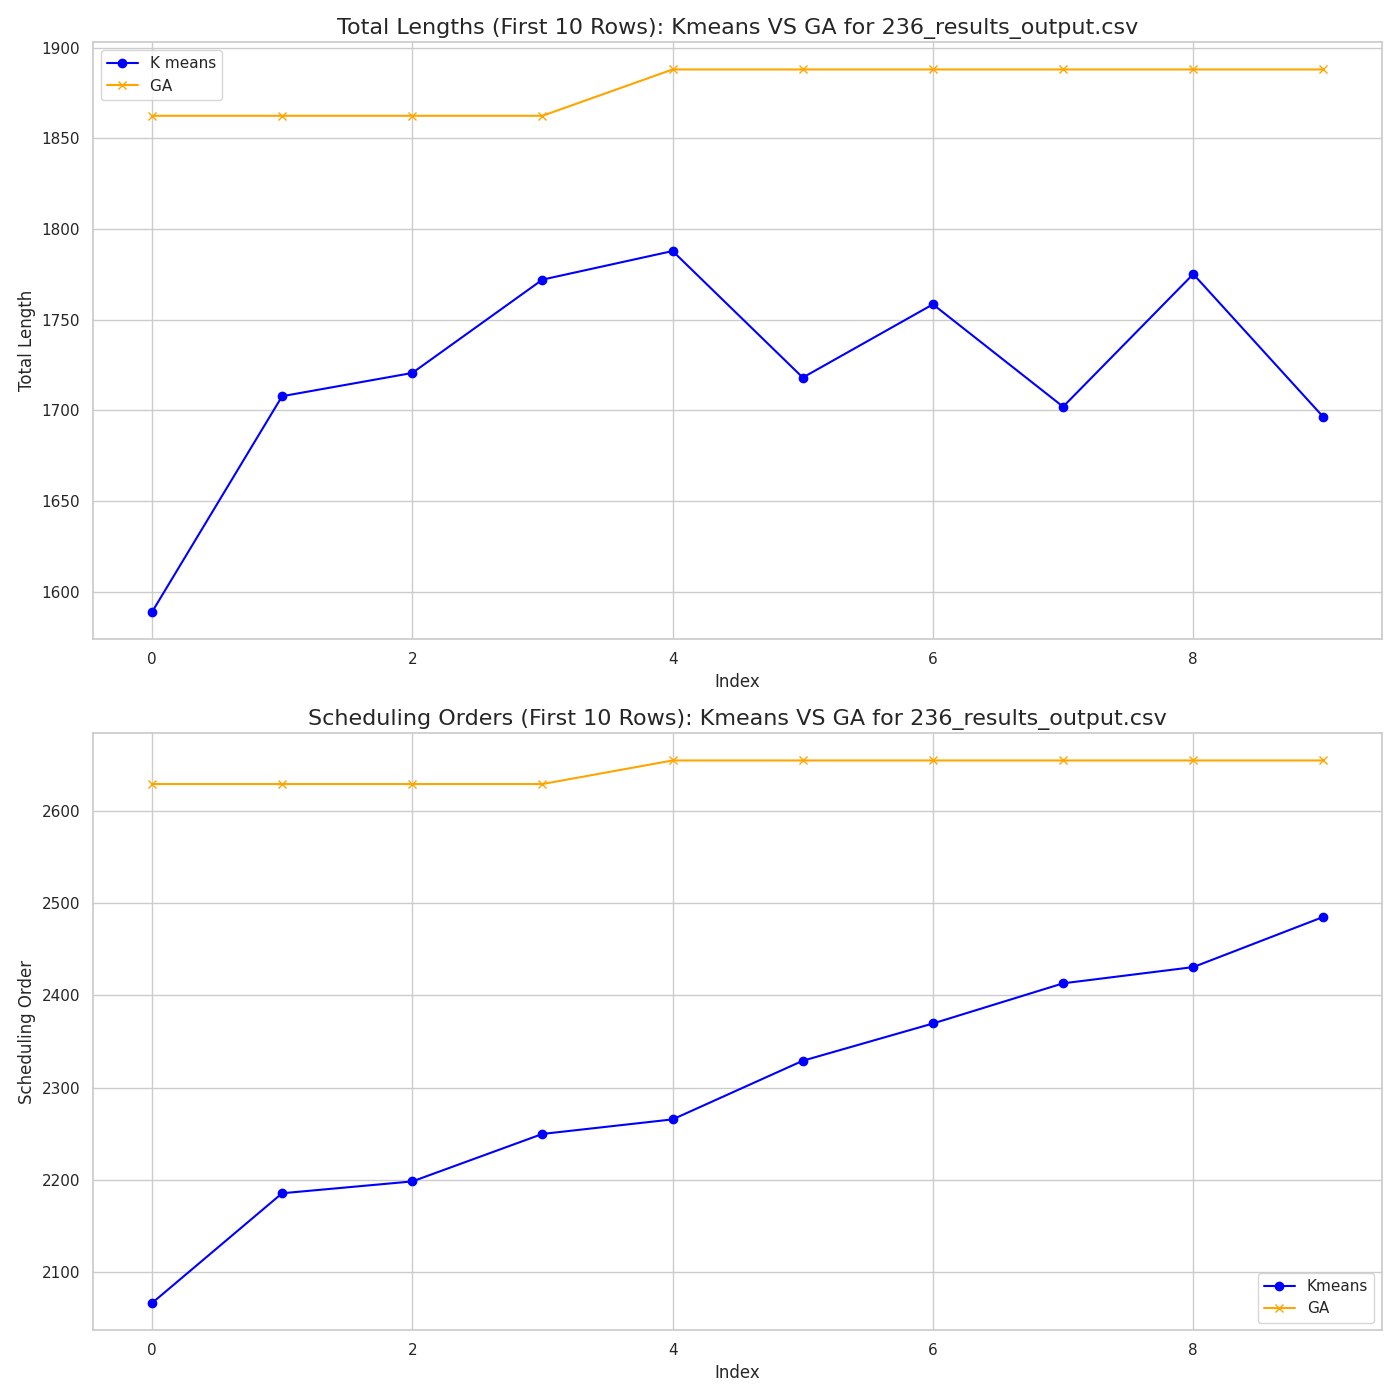 Total Lengths (First 10 Rows): Kmeans VS GA for 236_results_output.csv
K means
GA
Total Length
1900
1850
1800
1750
1700
1650
1600
0
2
4
6
8
Index
Scheduling Orders (First 10 Rows): Kmeans VS GA for 236_results_output.csv
Scheduling Order
2600
2500
2400
2300
2200
2100
Kmeans
GA
0
2
4
6
8
Index